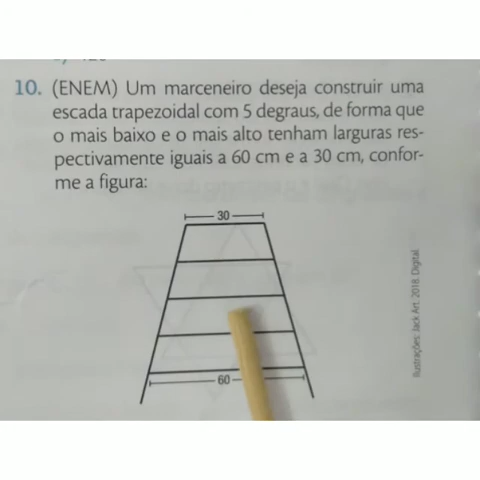 10. (ENEM) Um marceneiro deseja construir uma
escada trapezoidal com 5 degraus, de forma que
o mais baixo e o mais alto tenham larguras res-
pectivamente iguais a 60 cm e a 30 cm, confor-
me a figura:
30
60
Ilustrações: Jack Art. 2018. Digital.